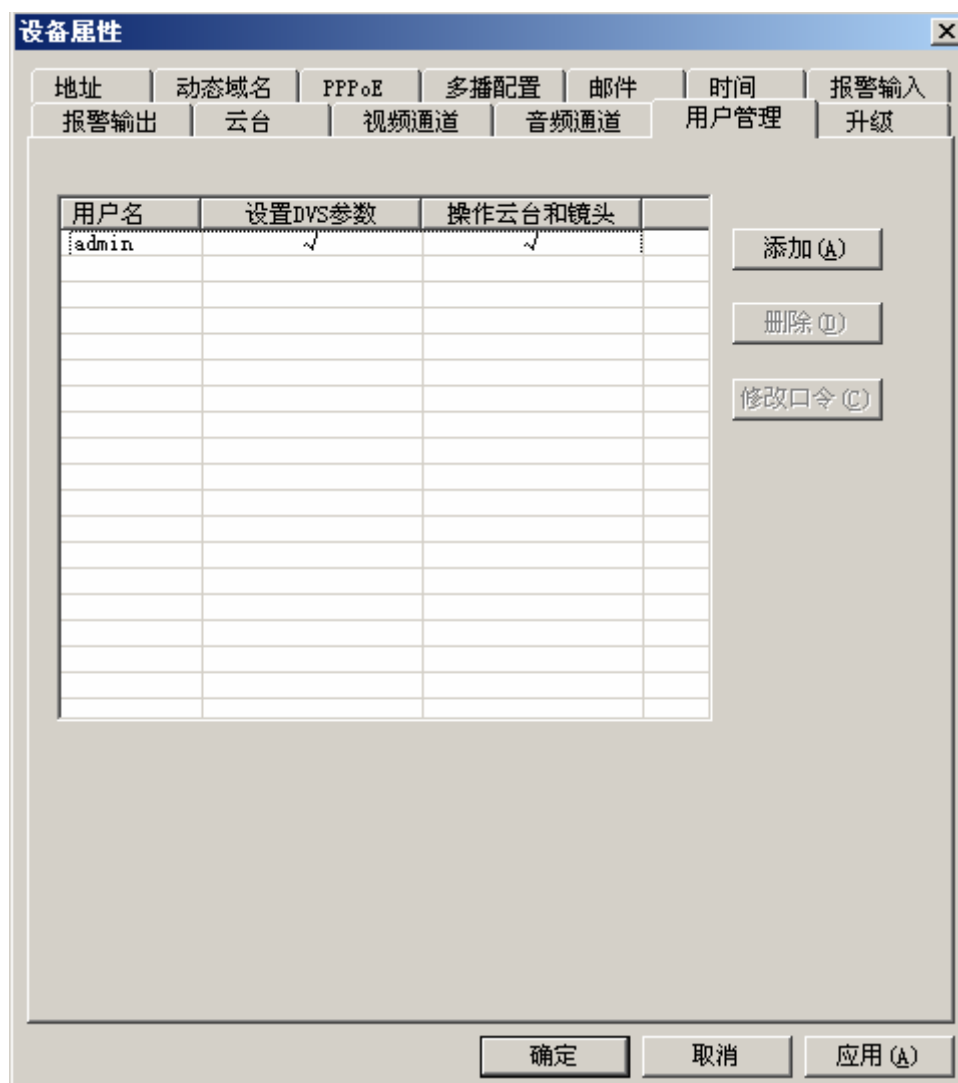 设备属性
地址 动态域名 PPPoE 多播配置 邮件 时间 报警输入
报警输出 云台 视频通道 音频通道 用户管理 升级
用户名 设置DVS参数 操作云台和镜头
admin √ √
添加(A)
删除(D)
修改口令(C)
确定 取消 应用(A)